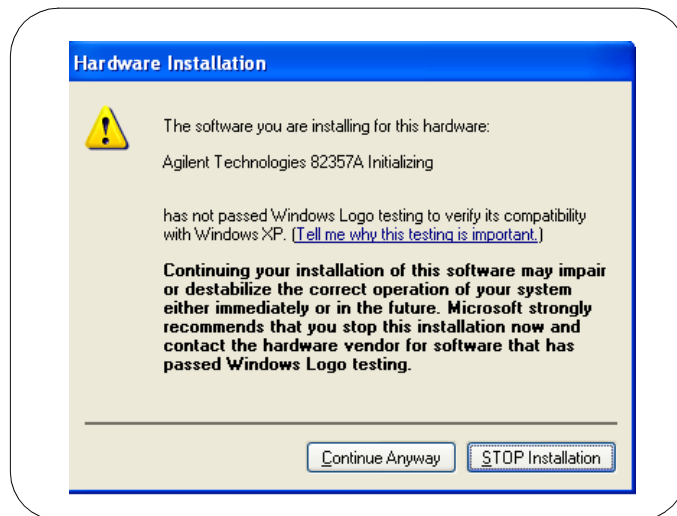 Hardware Installation
The software you are installing for this hardware:
Agilent Technologies 82357A Initializing
has not passed Windows Logo testing to verify its compatibility
with Windows XP. (Tell me why this testing is important.)
Continuing your installation of this software may impair
or destabilize the correct operation of your system
either immediately or in the future. Microsoft strongly
recommends that you stop this installation now and
contact the hardware vendor for software that has
passed Windows Logo testing.
Continue Anyway
STOP Installation